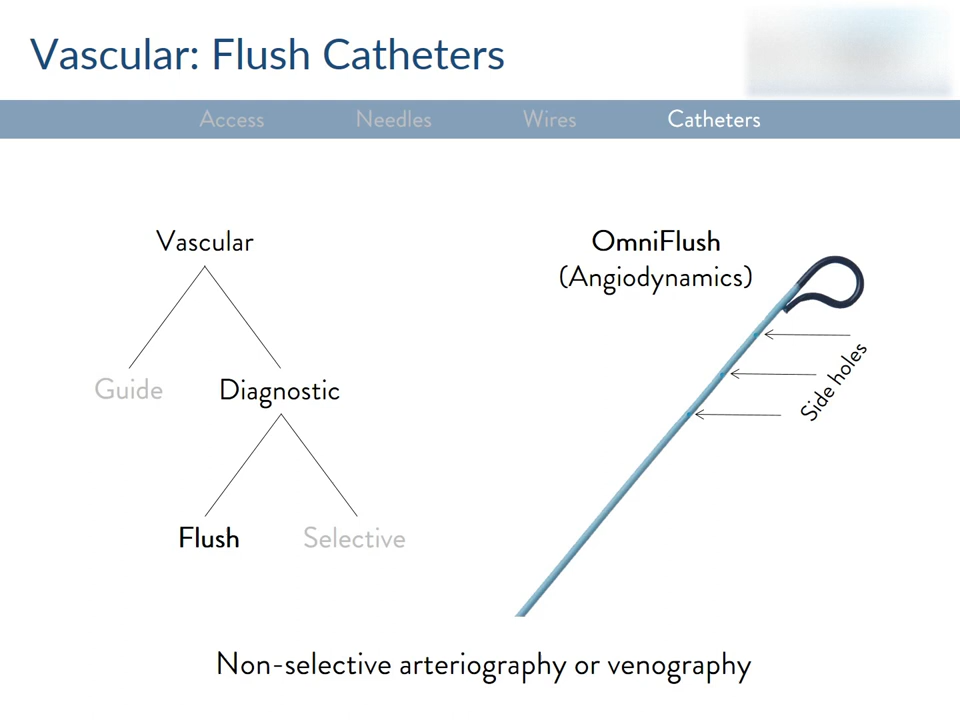 Vascular: Flush Catheters
Access Needles Wires Catheters
Vascular
Guide Diagnostic
Flush Selective
OmniFlush
(Angiodynamics)
Side holes
Non-selective arteriography or venography